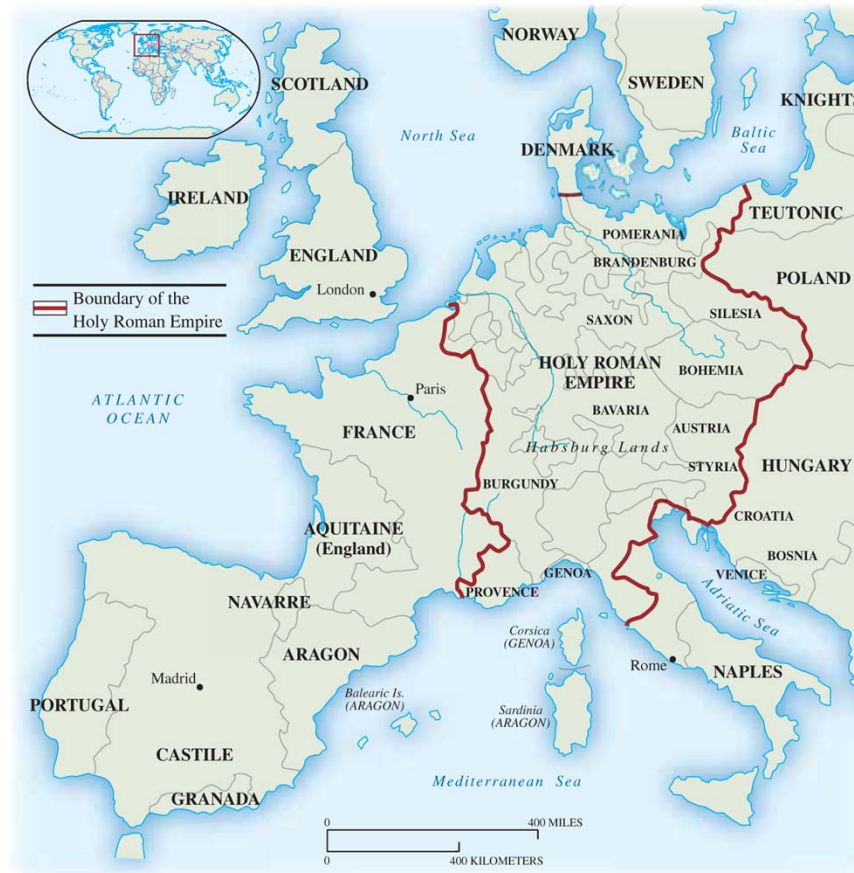 NORWAY
SWEDEN
SCOTLAND
KNIGHTS
North Sea
Baltic
Sea
DENMARK
IRELAND
TEUTONIC
POMERANIA
ENGLAND
BRANDENBURG
POLAND
London
Boundary of the
Holy Roman Empire
SAXON
SILESIA
HOLY ROMAN
EMPIRE
BOHEMIA
Paris
ATLANTIC
OCEAN
BAVARIA
FRANCE
AUSTRIA
Habsburg Lands
STYRIA
HUNGARY
BURGUNDY
CROATIA
AQUITAINE
(England)
BOSNIA
GENOA
VENICE
PROVENCE
NAVARRE
Adriatic Sea
Corsica
(GENOA)
ARAGON
Rome
NAPLES
Madrid
Balearic Is.
(ARAGON)
PORTUGAL
Sardinia
(ARAGON)
CASTILE
Mediterranean Sea
GRANADA
0 400 MILES
0 400 KILOMETERS